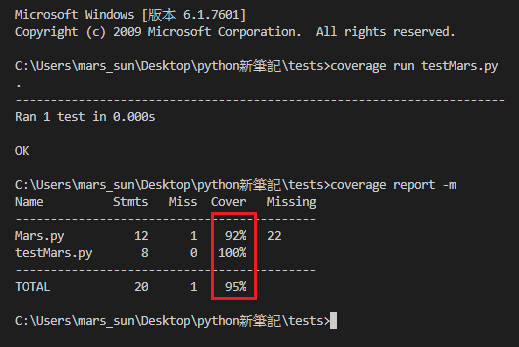 Microsoft Windows [版本 6.1.7601]
Copyright (c) 2009 Microsoft Corporation.  All rights reserved.
C:\Users\mars_sun\Desktop\python新筆記\tests>coverage run testMars.py
.
----------------------------------------------------------------------
Ran 1 test in 0.000s
OK
C:\Users\mars_sun\Desktop\python新筆記\tests>coverage report -m
Name          Stmts   Miss  Cover   Missing
-------------------------------------------
Mars.py          12      1    92%   22
testMars.py       8      0   100%
-------------------------------------------
TOTAL            20      1    95%
C:\Users\mars_sun\Desktop\python新筆記\tests>